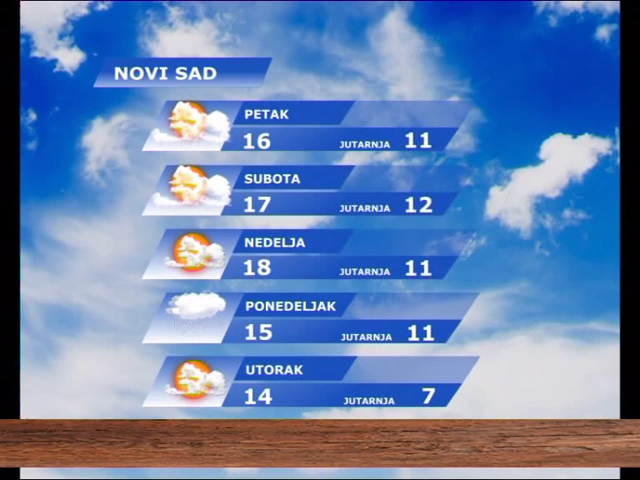 NOVI SAD
PETAK
16 JUTARNJA 11
SUBOTA
17 JUTARNJA 12
NEDELJA
18 JUTARNJA 11
PONEDELJAK
15 JUTARNJA 11
UTORAK
14 JUTARNJA 7